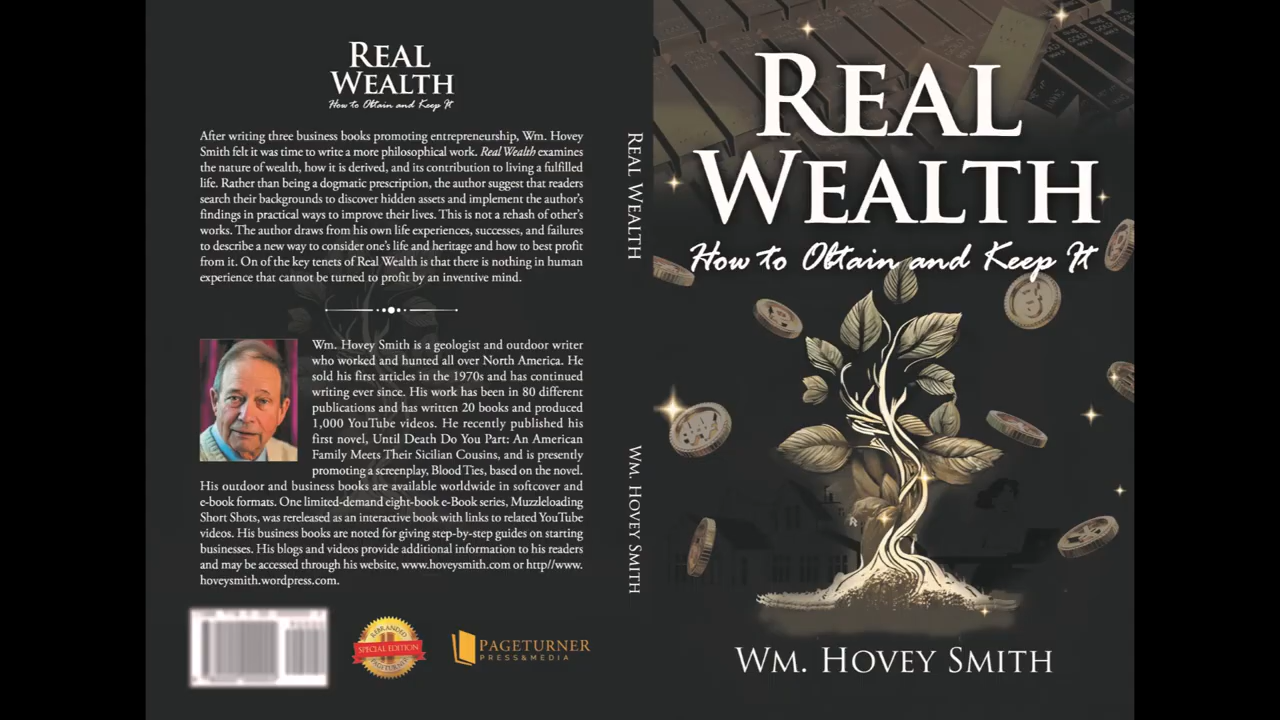 REAL
WEALTH
How to Obtain and Keep It
After writing three business books promoting entrepreneurship, Wm. Hovey
Smith felt it was time to write a more philosophical work. Real Wealth examines
the nature of wealth, how it is derived, and its contribution to living a fulfilled
life. Rather than being a dogmatic prescription, the author suggest that readers
search their backgrounds to discover hidden assets and implement the author's
findings in practical ways to improve their lives. This is not a rehash of other's
works. The author draws from his own life experiences, successes, and failures
to describe a new way to consider one's life and heritage and how to best profit
from it. On of the key tenets of Real Wealth is that there is nothing in human
experience that cannot be turned to profit by an inventive mind.
Wm. Hovey Smith is a geologist and outdoor writer
who worked and hunted all over North America. He
sold his first articles in the 1970s and has continued
writing ever since. His work has been in 80 different
publications and has written 20 books and produced
1,000 YouTube videos. He recently published his
first novel, Until Death Do You Part: An American
Family Meets Their Sicilian Cousins, and is presently
promoting a screenplay, Blood Ties, based on the novel.
His outdoor and business books are available worldwide in softcover and
e-book formats. One limited-demand eight-book e-Book series, Muzzleloading
Short Shots, was rereleased as an interactive book with links to related YouTube
videos. His business books are noted for giving step-by-step guides on starting
businesses. His blogs and videos provide additional information to his readers
and may be accessed through his website, www.hoveysmith.com or http//www.
hoveysmith.wordpress.com.
REBRANDED
SPECIAL EDITION
PAGETURNER
PAGETURNER
PRESS&MEDIA
REAL WEALTH
WM. HOVEY SMITH
REAL
WEALTH
How to Obtain and Keep It
WM. HOVEY SMITH